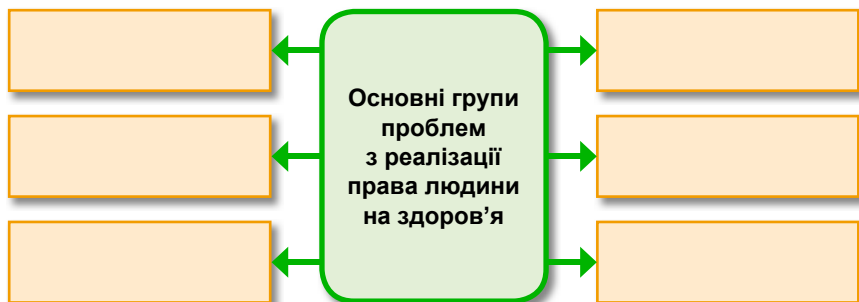 Основні групи
проблем
з реалізації
права людини
на здоров’я